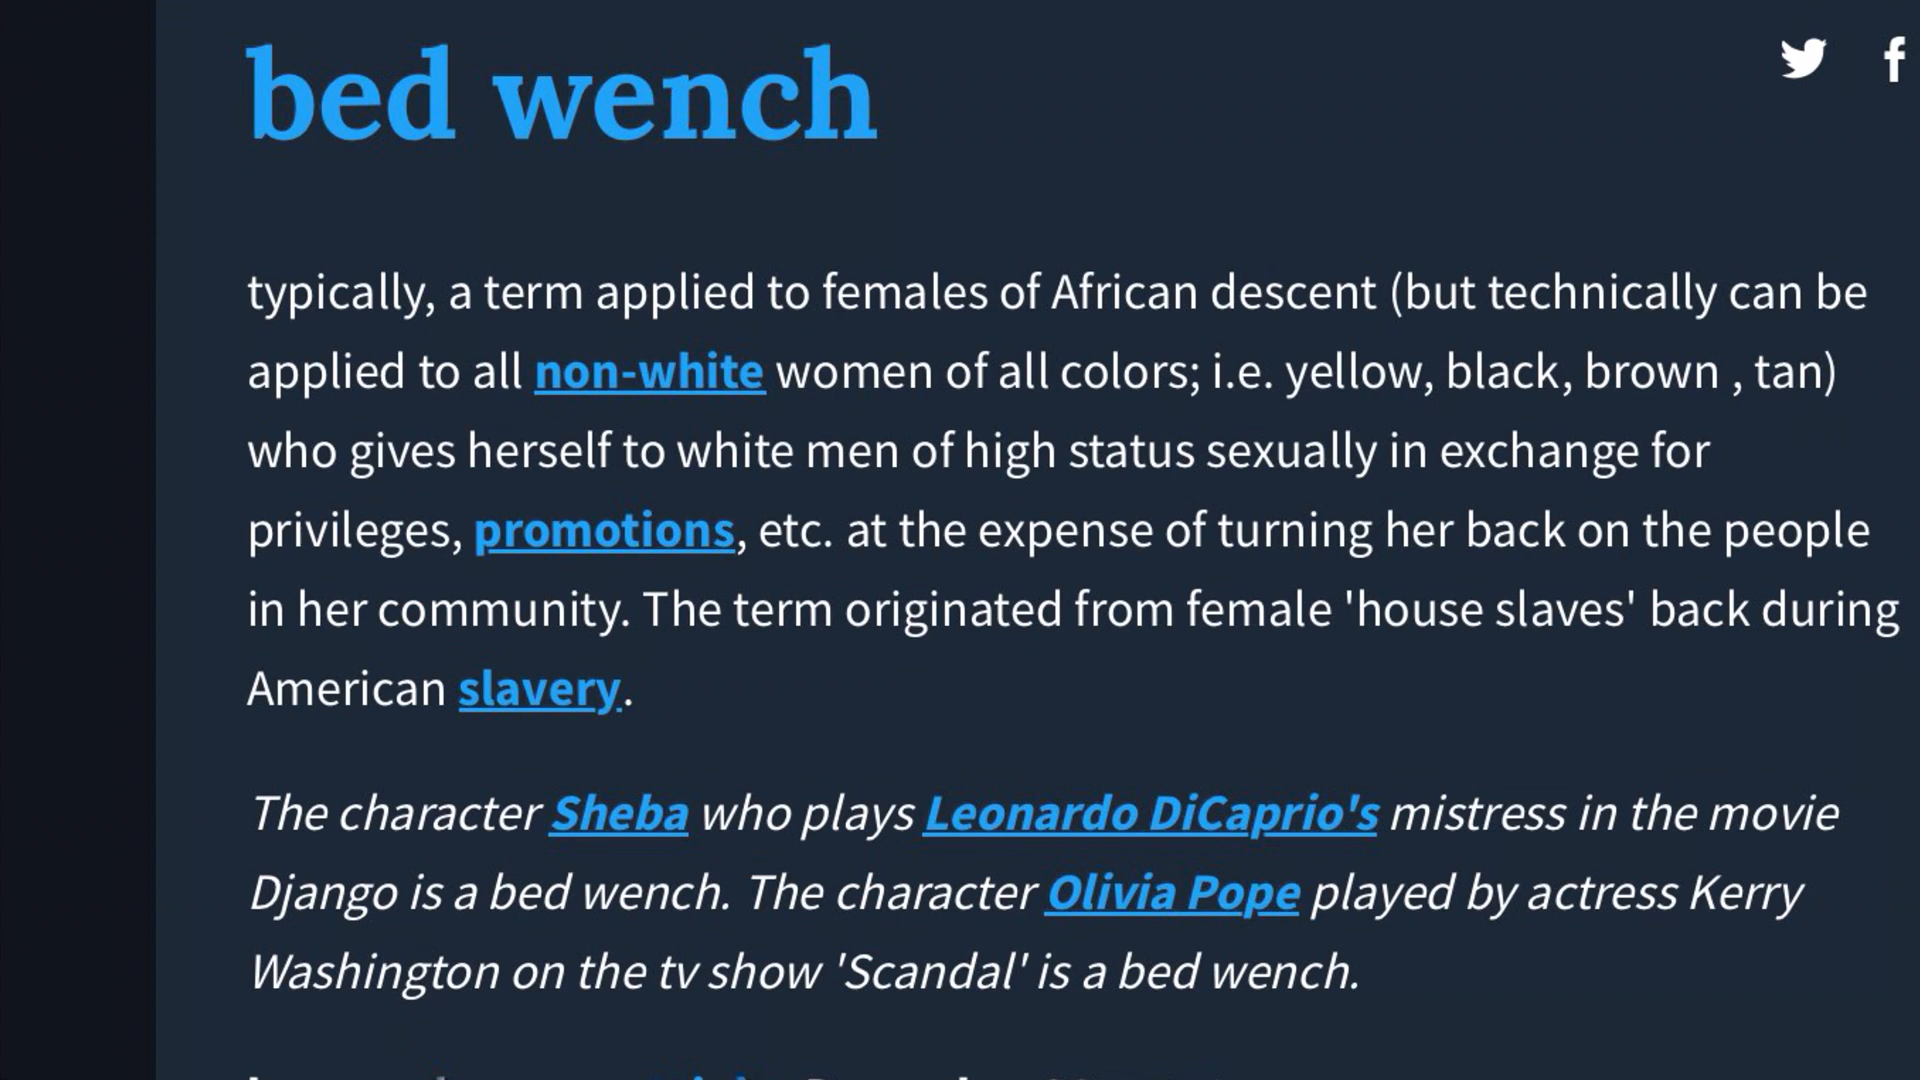 bed wench
typically, a term applied to females of African descent (but technically can be
applied to all non-white women of all colors; i.e. yellow, black, brown , tan)
who gives herself to white men of high status sexually in exchange for
privileges, promotions, etc. at the expense of turning her back on the people
in her community. The term originated from female 'house slaves' back during
American slavery.
The character Sheba who plays Leonardo DiCaprio's mistress in the movie
Django is a bed wench. The character Olivia Pope played by actress Kerry
Washington on the tv show 'Scandal' is a bed wench.